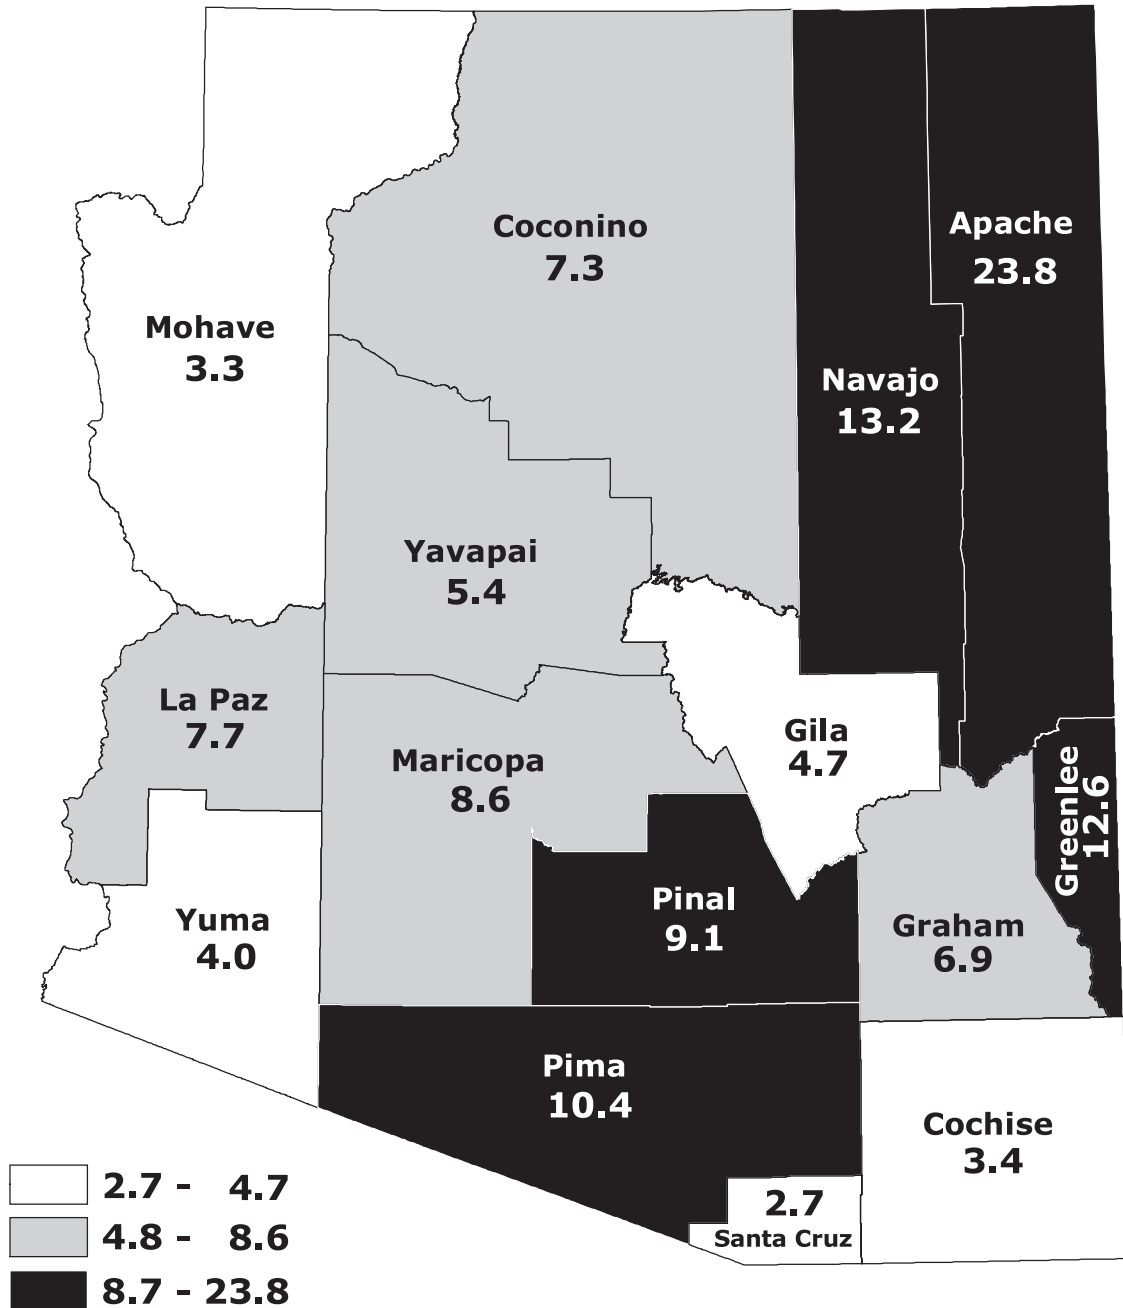 Coconino
7.3
Apache
23.8
Mohave
3.3
Navajo
13.2
Yavapai
5.4
La Paz
7.7
Maricopa
8.6
Gila
4.7
Greenlee
12.6
Yuma
4.0
Pinal
9.1
Graham
6.9
Pima
10.4
Cochise
3.4
2.7
Santa Cruz
2.7 - 4.7
4.8 - 8.6
8.7 - 23.8